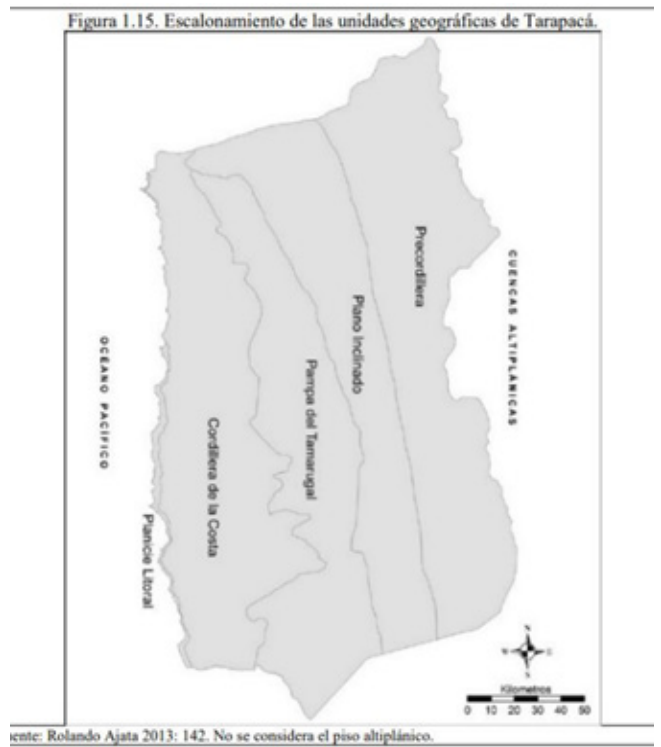 Figura 1.15. Escalonamiento de las unidades geográficas de Tarapacá.
Precordillera
CUENCAS ALTIPLÁNICAS
Plano Inclinado
Pampa del Tamarugal
OCEANO PACÍFICO
Cordillera de la Costa
Planicie Litoral
N
W E
S
Kilometros
0 10 20 30 40 50
ente: Rolando Ajata 2013: 142. No se considera el piso altiplánico.